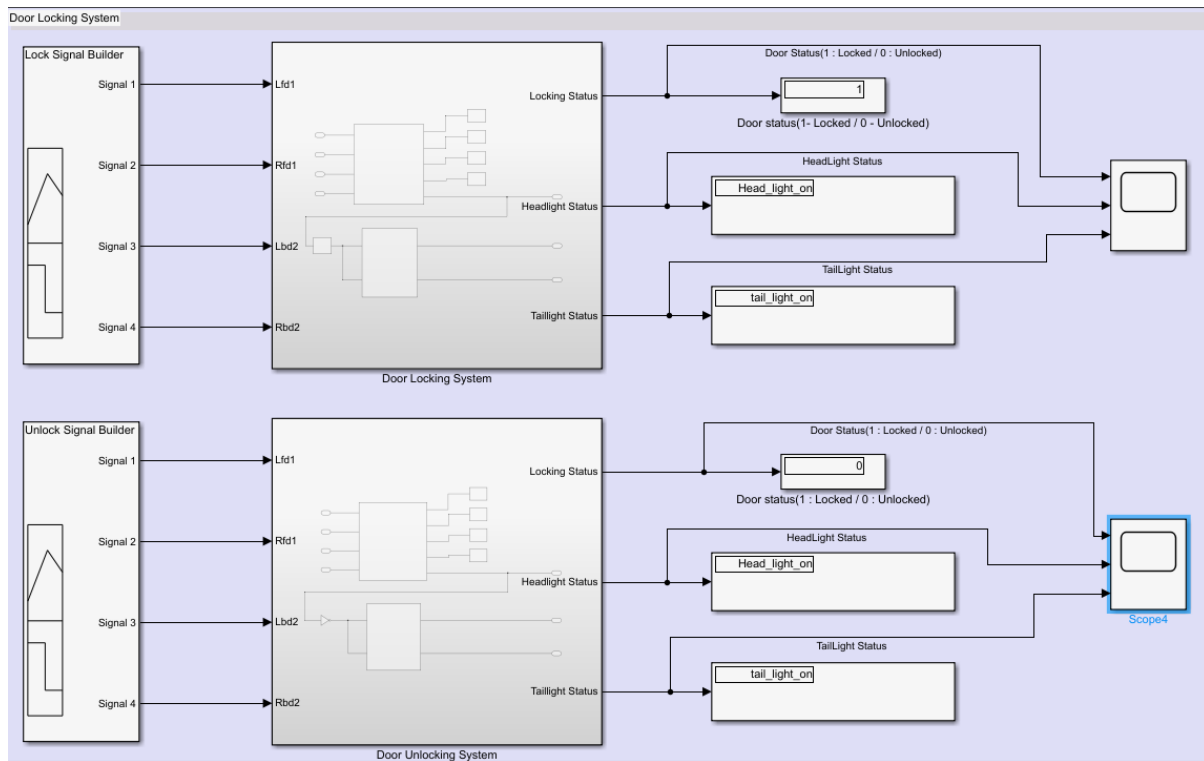 Door Locking System
Lock Signal Builder
Signal 1
Signal 2
Signal 3
Signal 4
Lfd1
Rfd1
Lbd2
Rbd2
Locking Status
Headlight Status
Taillight Status
Door Locking System
Door Status(1 : Locked / 0 : Unlocked)
1
Door status(1- Locked / 0 - Unlocked)
HeadLight Status
Head_light_on
TailLight Status
tail_light_on
Unlock Signal Builder
Signal 1
Signal 2
Signal 3
Signal 4
Lfd1
Rfd1
Lbd2
Rbd2
Locking Status
Headlight Status
Taillight Status
Door Unlocking System
Door Status(1 : Locked / 0 : Unlocked)
0
Door status(1 : Locked / 0 : Unlocked)
HeadLight Status
Head_light_on
TailLight Status
tail_light_on
Scope4